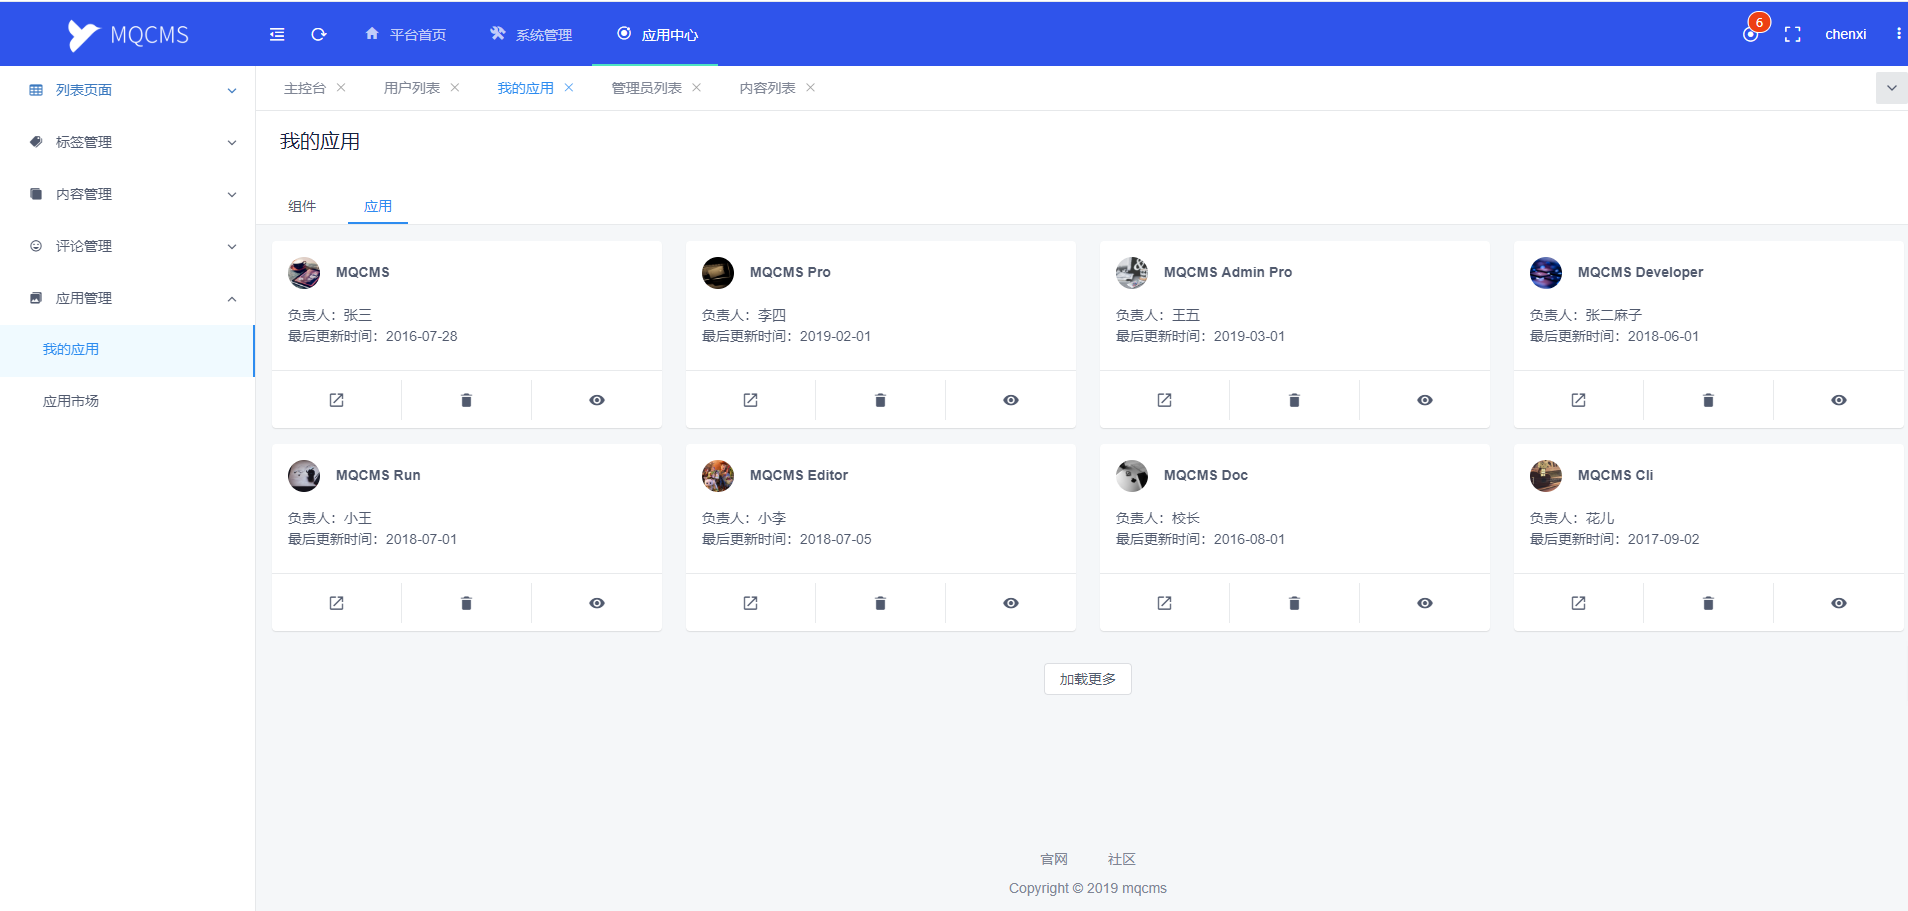 MQCMS
平台首页
系统管理
应用中心
6
chenxi
列表页面
标签管理
内容管理
评论管理
应用管理
我的应用
应用市场
主控台
用户列表
我的应用
管理员列表
内容列表
我的应用
组件
应用
MQCMS
负责人：张三
最后更新时间：2016-07-28
MQCMS Pro
负责人：李四
最后更新时间：2019-02-01
MQCMS Admin Pro
负责人：王五
最后更新时间：2019-03-01
MQCMS Developer
负责人：张二麻子
最后更新时间：2018-06-01
MQCMS Run
负责人：小王
最后更新时间：2018-07-01
MQCMS Editor
负责人：小李
最后更新时间：2018-07-05
MQCMS Doc
负责人：校长
最后更新时间：2016-08-01
MQCMS Cli
负责人：花儿
最后更新时间：2017-09-02
加载更多
官网
社区
Copyright © 2019 mqcms